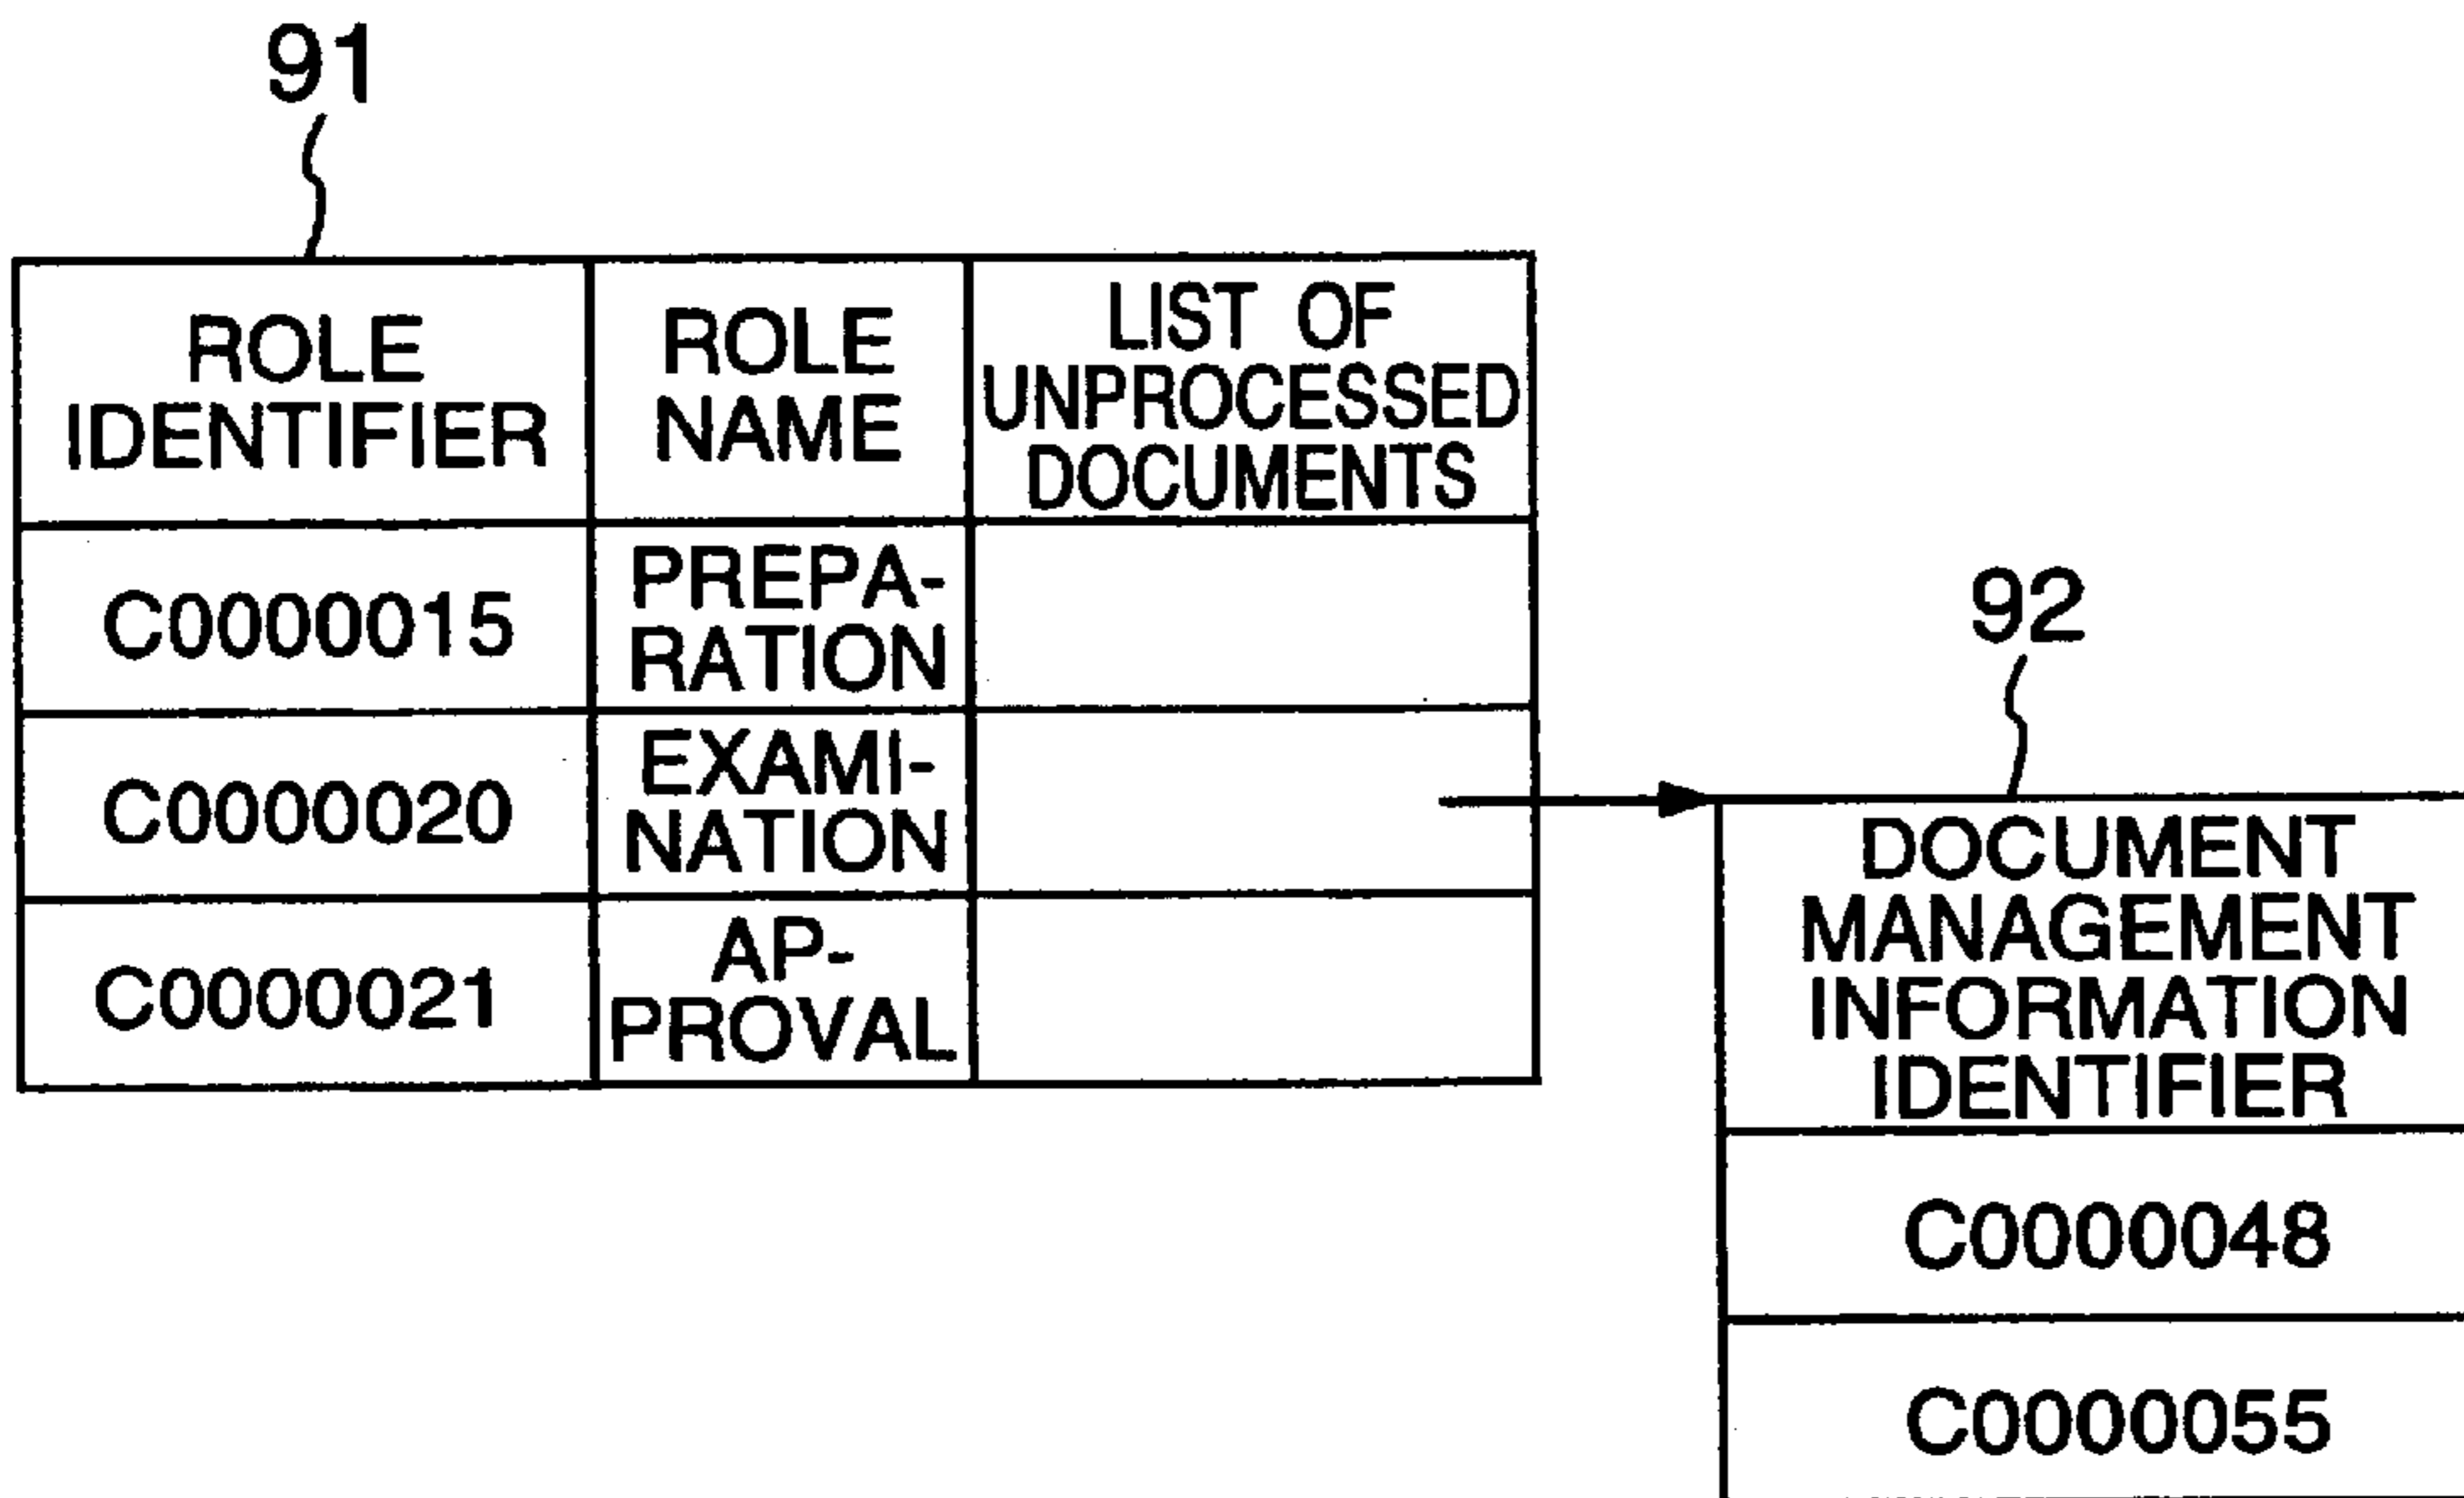 91
ROLE
IDENTIFIER
ROLE
NAME
LIST OF
UNPROCESSED
DOCUMENTS
C0000015
PREPA-
RATION
C0000020
EXAMI-
NATION
C0000021
AP-
PROVAL
92
DOCUMENT
MANAGEMENT
INFORMATION
IDENTIFIER
C0000048
C0000055